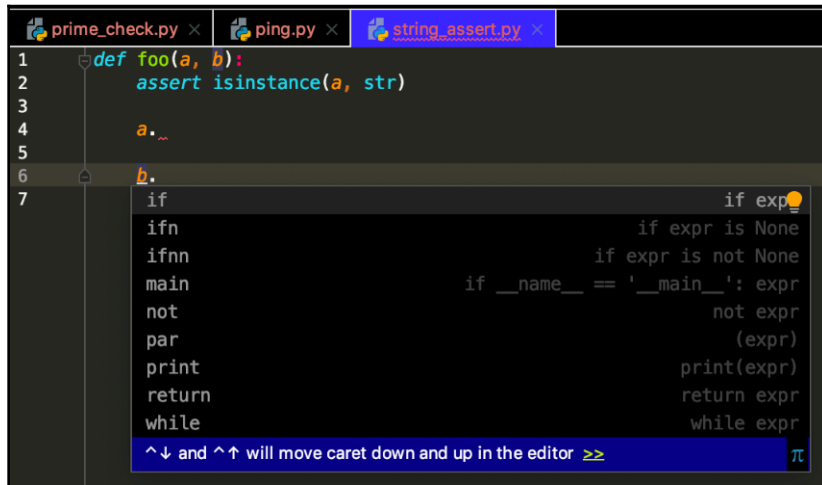 prime_check.py × ping.py × string_assert.py ×
1 def foo(a, b):
2 assert isinstance(a, str)
3
4 a.
5
6 b.
7
if if exp
ifn if expr is None
ifnn if expr is not None
main if __name__ == '__main__': expr
not not expr
par (expr)
print print(expr)
return return expr
while while expr
^↓ and ^↑ will move caret down and up in the editor >> π